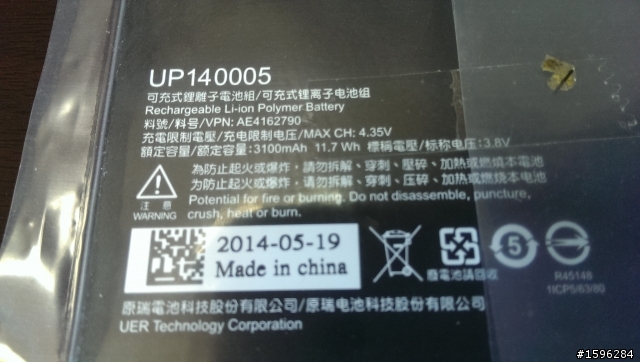 UP140005
可充式鋰離子電池組/可充式锂离子电池组
Rechargeable Li-ion Polymer Battery
料號/料号/VPN: AE4162790
充電限制電壓/充电限制电压/MAX CH: 4.35V
額定容量/额定容量:3100mAh 11.7 Wh 標稱電壓/标称电压:3.8V
為防止起火或爆炸，請勿拆解、穿刺、壓碎、加熱或燃燒本電池
为防止起火或爆炸，请勿拆解、穿刺、压碎、加热或燃烧本电池
Potential for fire or burning. Do not disassemble, puncture,
crush, heat or burn.
注 意
WARNING
2014-05-19
Made in china
廢電池請回收
5
R45148
1ICP5/63/80
原瑞電池科技股份有限公司/原瑞电池科技股份有限公司
UER Technology Corporation
#1596284